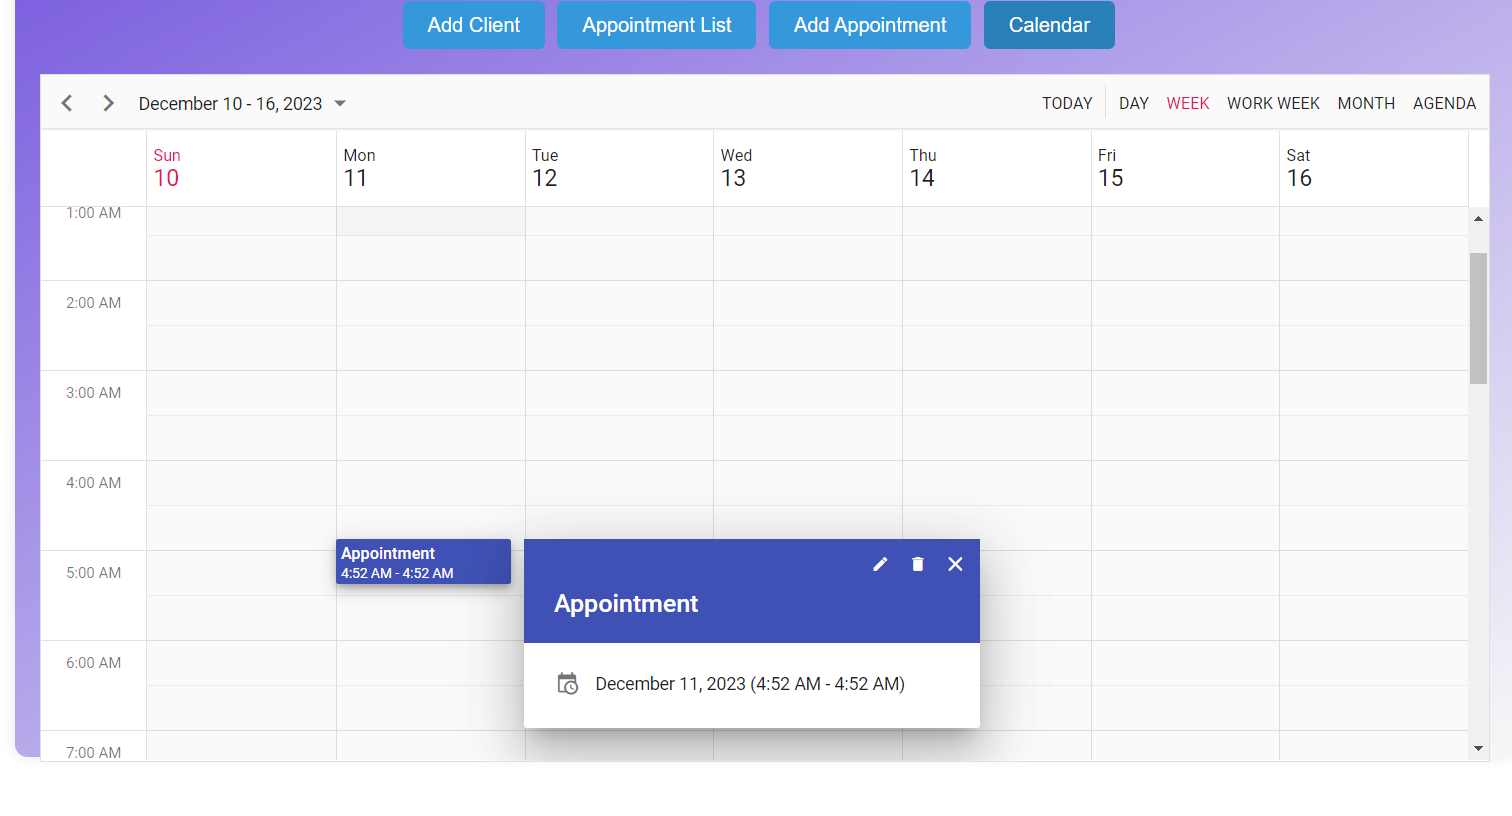 Add Client
Appointment List
Add Appointment
Calendar
December 10 - 16, 2023
TODAY
DAY
WEEK
WORK WEEK
MONTH
AGENDA
Sun
10
Mon
11
Tue
12
Wed
13
Thu
14
Fri
15
Sat
16
1:00 AM
2:00 AM
3:00 AM
4:00 AM
5:00 AM
6:00 AM
7:00 AM
Appointment
4:52 AM - 4:52 AM
Appointment
December 11, 2023 (4:52 AM - 4:52 AM)